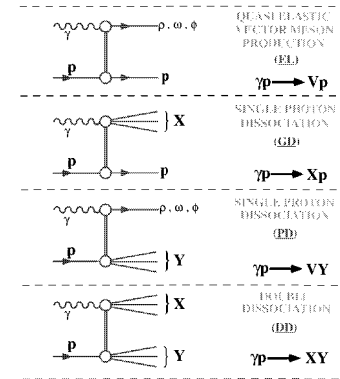 γ
ρ, ω, φ
p
p
QUASI ELASTIC
VECTOR MESON
PRODUCTION
(EL)
γp → Vp
γ
} X
p
p
SINGLE PROTON
DISSOCIATION
(GD)
γp → Xp
γ
ρ, ω, φ
p
} Y
SINGLE PROTON
DISSOCIATION
(PD)
γp → VY
γ
} X
p
} Y
DOUBLE
DISSOCIATION
(DD)
γp → XY